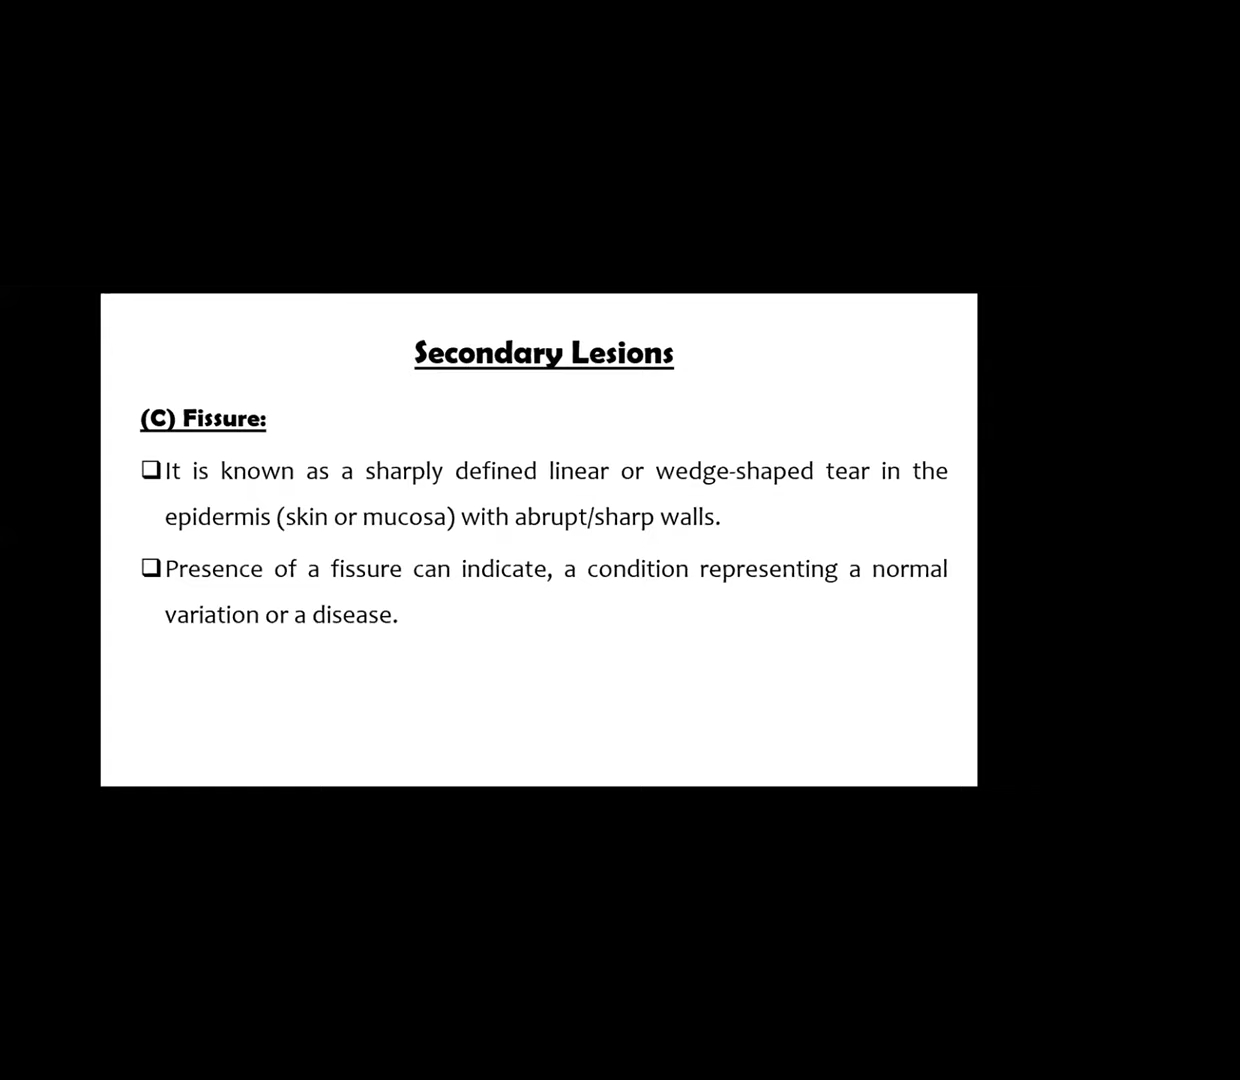 Secondary Lesions
(C) Fissure:
❑It is known as a sharply defined linear or wedge-shaped tear in the
epidermis (skin or mucosa) with abrupt/sharp walls.
❑Presence of a fissure can indicate, a condition representing a normal
variation or a disease.